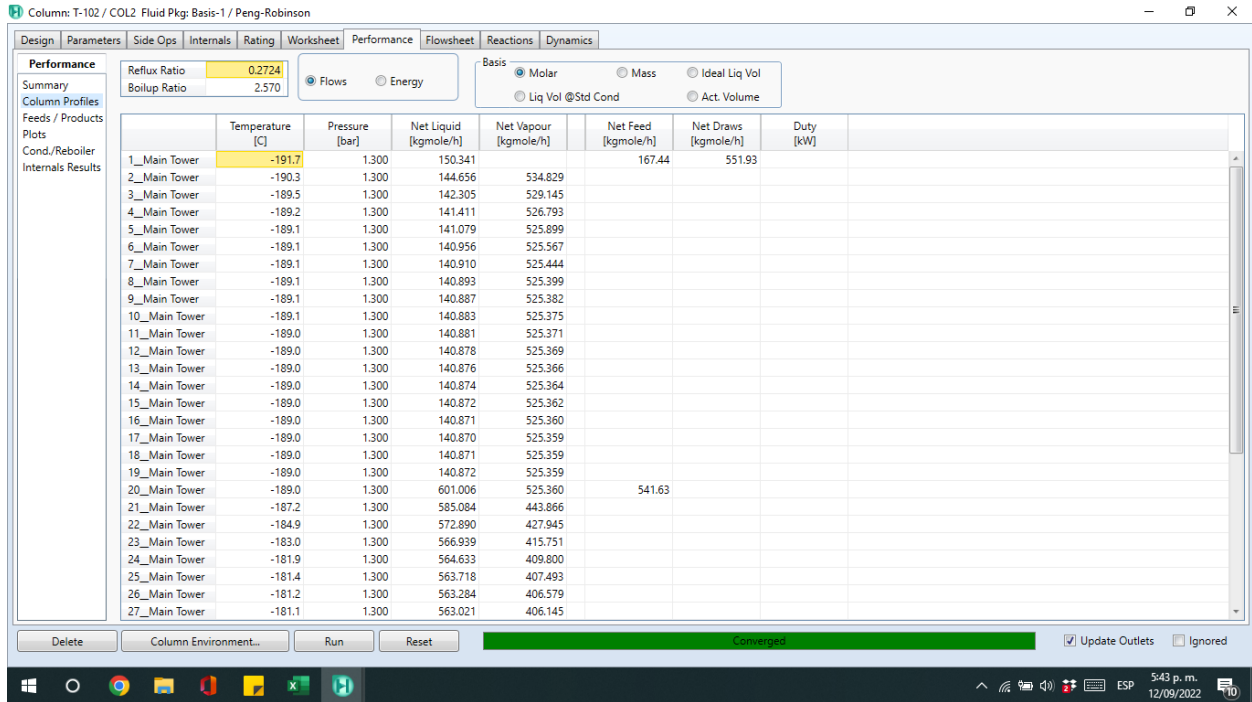 Column: T-102 / COL2 Fluid Pkg: Basis-1 / Peng-Robinson
Design Parameters Side Ops Internals Rating Worksheet Performance Flowsheet Reactions Dynamics
Performance
Summary
Column Profiles
Feeds / Products
Plots
Cond./Reboiler
Internals Results
Reflux Ratio 0.2724
Boilup Ratio 2.570
Flows Energy
Basis
Molar Mass Ideal Liq Vol
Liq Vol @Std Cond Act. Volume
Temperature Pressure Net Liquid Net Vapour Net Feed Net Draws Duty
[C] [bar] [kgmole/h] [kgmole/h] [kgmole/h] [kgmole/h] [kW]
1__Main Tower -191.7 1.300 150.341 167.44 551.93
2__Main Tower -190.3 1.300 144.656 534.829
3__Main Tower -189.5 1.300 142.305 529.145
4__Main Tower -189.2 1.300 141.411 526.793
5__Main Tower -189.1 1.300 141.079 525.899
6__Main Tower -189.1 1.300 140.956 525.567
7__Main Tower -189.1 1.300 140.910 525.444
8__Main Tower -189.1 1.300 140.893 525.399
9__Main Tower -189.1 1.300 140.887 525.382
10__Main Tower -189.1 1.300 140.883 525.375
11__Main Tower -189.0 1.300 140.881 525.371
12__Main Tower -189.0 1.300 140.878 525.369
13__Main Tower -189.0 1.300 140.876 525.366
14__Main Tower -189.0 1.300 140.874 525.364
15__Main Tower -189.0 1.300 140.872 525.362
16__Main Tower -189.0 1.300 140.871 525.360
17__Main Tower -189.0 1.300 140.870 525.359
18__Main Tower -189.0 1.300 140.871 525.359
19__Main Tower -189.0 1.300 140.872 525.359
20__Main Tower -189.0 1.300 601.006 525.360 541.63
21__Main Tower -187.2 1.300 585.084 443.866
22__Main Tower -184.9 1.300 572.890 427.945
23__Main Tower -183.0 1.300 566.939 415.751
24__Main Tower -181.9 1.300 564.633 409.800
25__Main Tower -181.4 1.300 563.718 407.493
26__Main Tower -181.2 1.300 563.284 406.579
27__Main Tower -181.1 1.300 563.021 406.145
Delete Column Environment... Run Reset Converged Update Outlets Ignored
ESP
5:43 p. m.
12/09/2022
10